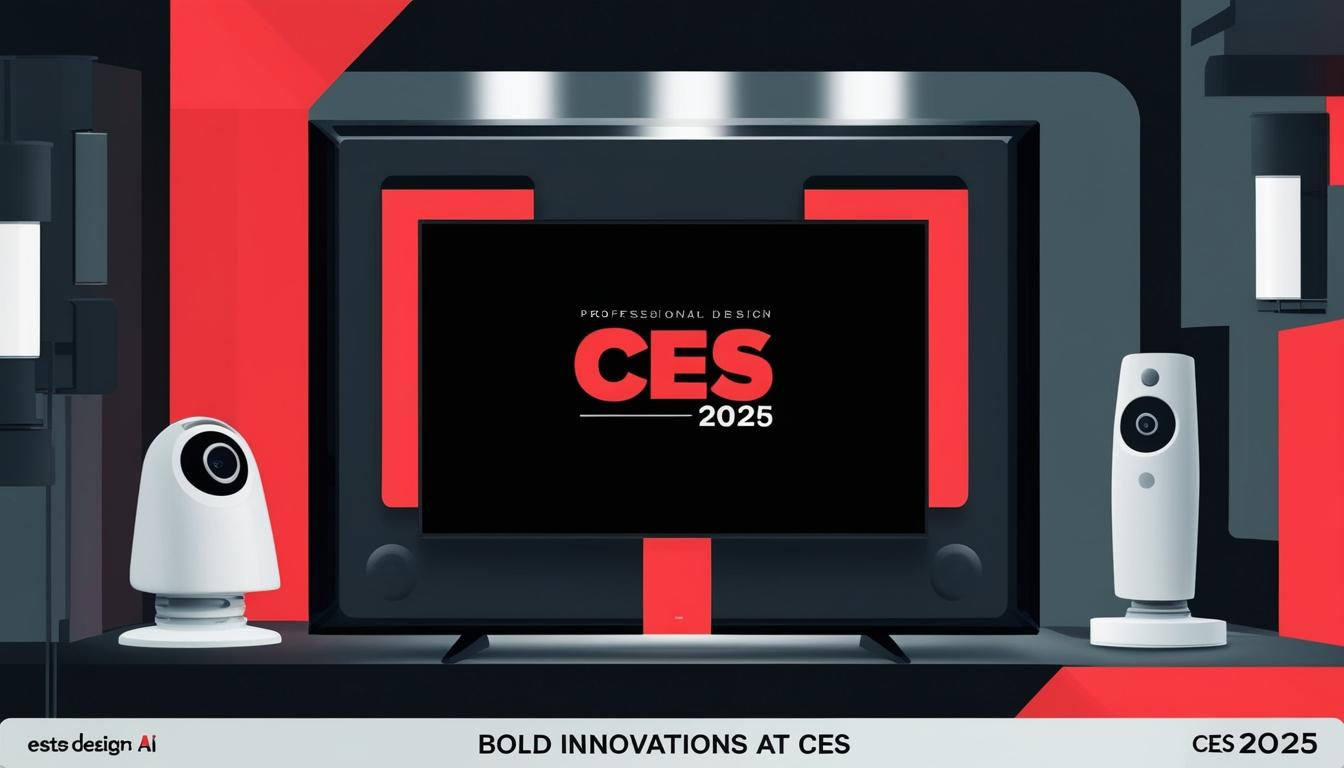 PROFESSIONAL DESIGN
CES
2025
ests design AI
BOLD INNOVATIONS AT CES
CES 2025